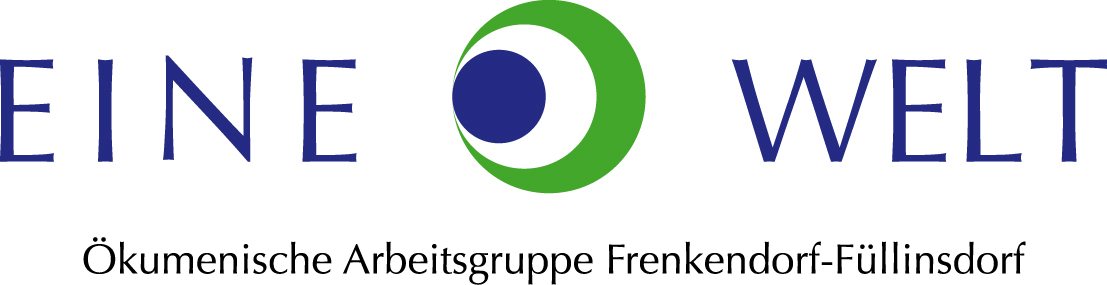 EINE WELT
Ökumenische Arbeitsgruppe Frenkendorf-Füllinsdorf